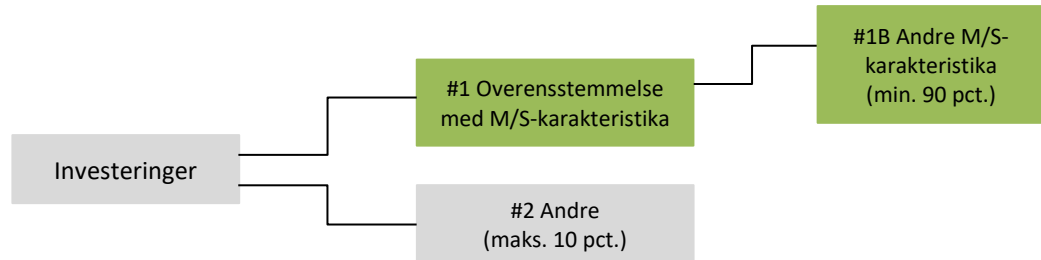 Investeringer
#1 Overensstemmelse
med M/S-karakteristika
#1B Andre M/S-
karakteristika
(min. 90 pct.)
#2 Andre
(maks. 10 pct.)